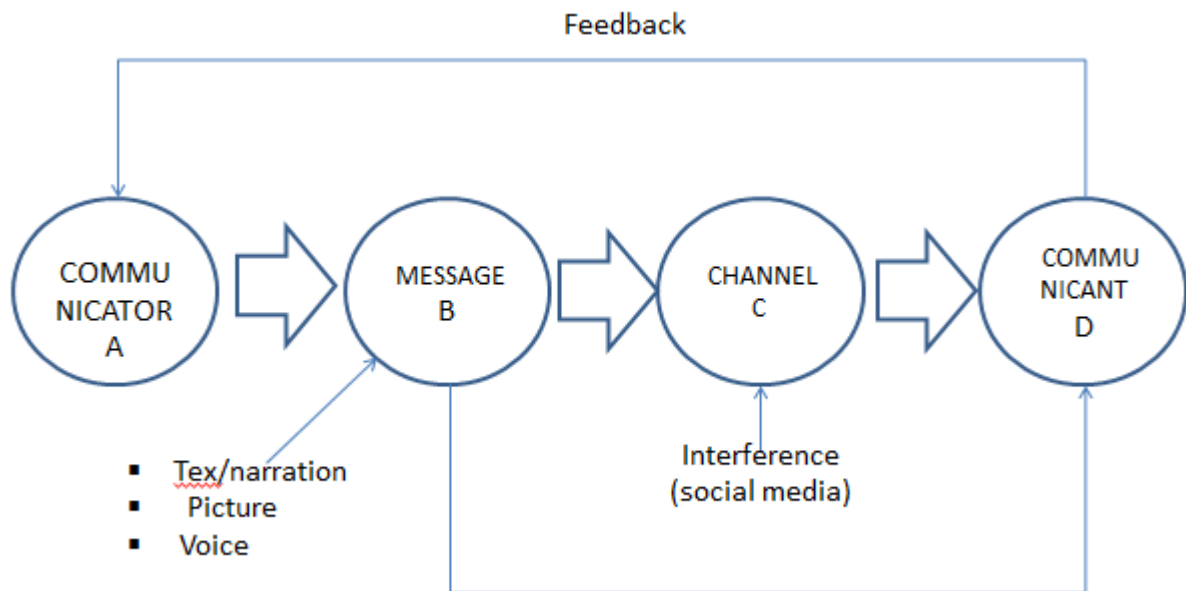 Feedback
COMMU
NICATOR
A
MESSAGE
B
CHANNEL
C
COMMU
NICANT
D
▪ Tex/narration
▪ Picture
▪ Voice
Interference
(social media)